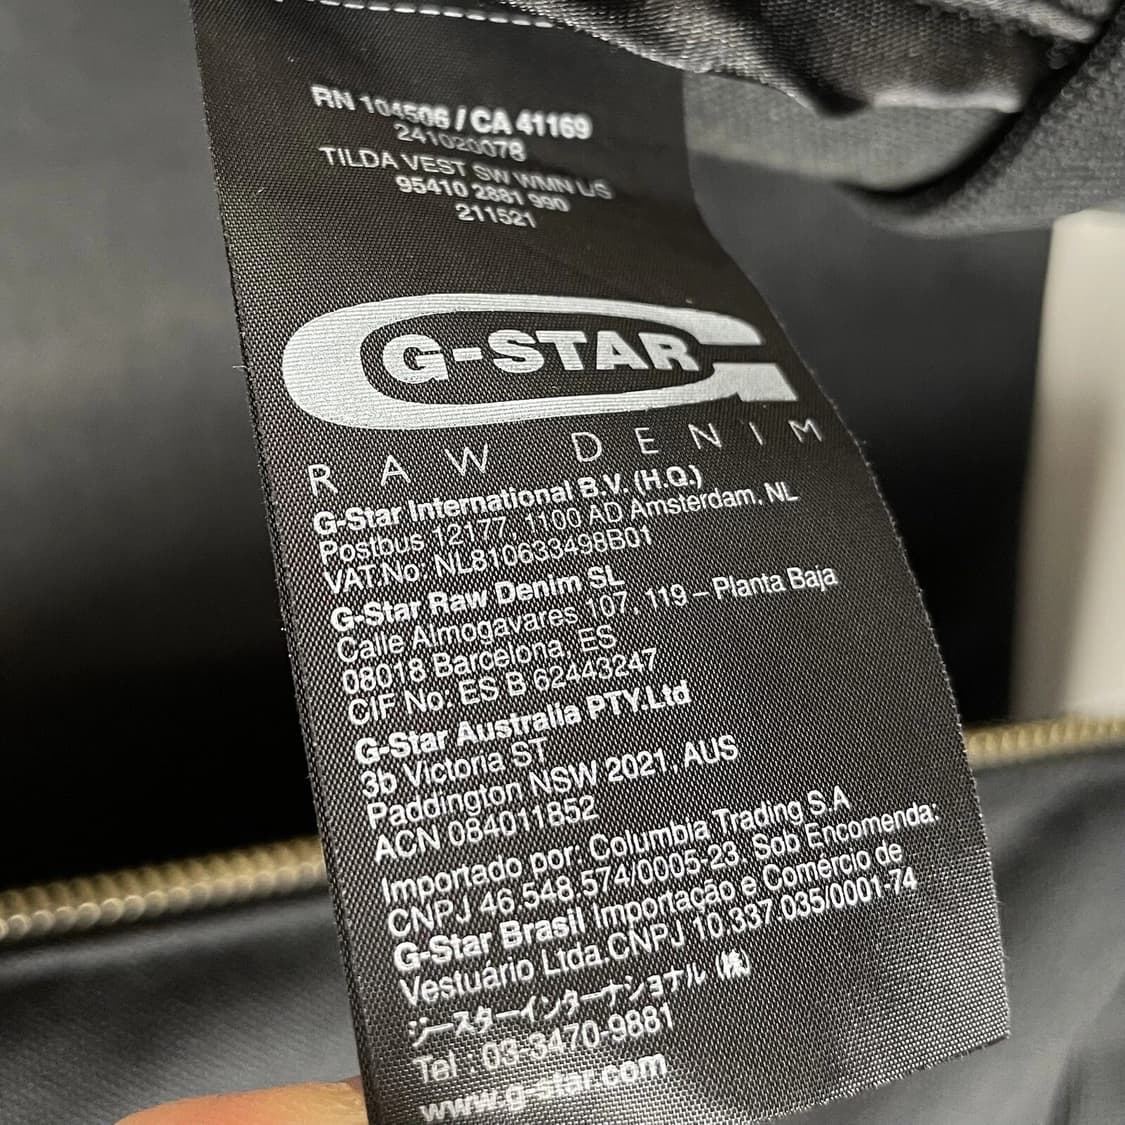 RN 104506 / CA 41169
241020078
TILDA VEST SW WMN L/S
95410 2881 990
211521
G-STAR
RAW DENIM
G-Star International B.V. (H.Q.)
Postbus 12177, 1100 AD Amsterdam. NL
VAT.No: NL810633498B01
G-Star Raw Denim SL
Calle Almogavares 107. 119 – Planta Baja
08018 Barcelona, ES
CIF No. ES B 62443247
G-Star Australia PTY.Ltd
3b Victoria ST
Paddington NSW 2021, AUS
ACN 084011852
Importado por: Columbia Trading S.A
CNPJ 46.548.574/0005-23. Sob Encomenda:
G-Star Brasil Importação e Comércio de
Vestuário Ltda.CNPJ 10.337.035/0001-74
ジースターインターナショナル (株)
Tel : 03-3470-9881
www.g-star.com